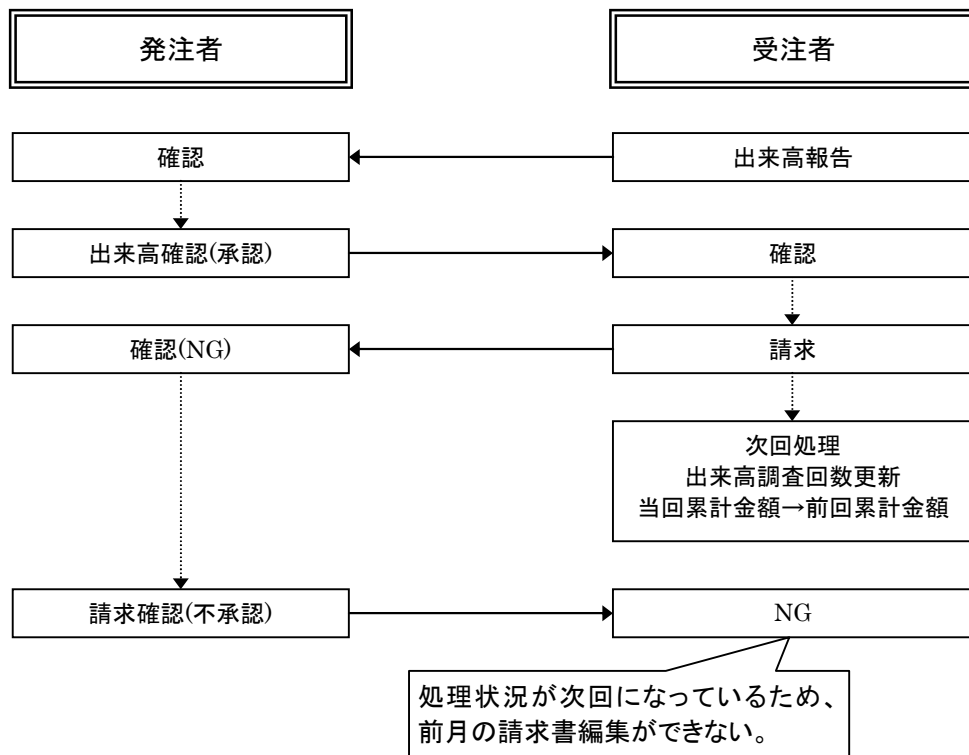 発注者
受注者
確認
出来高報告
出来高確認(承認)
確認
確認(NG)
請求
次回処理
出来高調査回数更新
当回累計金額→前回累計金額
請求確認(不承認)
NG
処理状況が次回になっているため、
前月の請求書編集ができない。